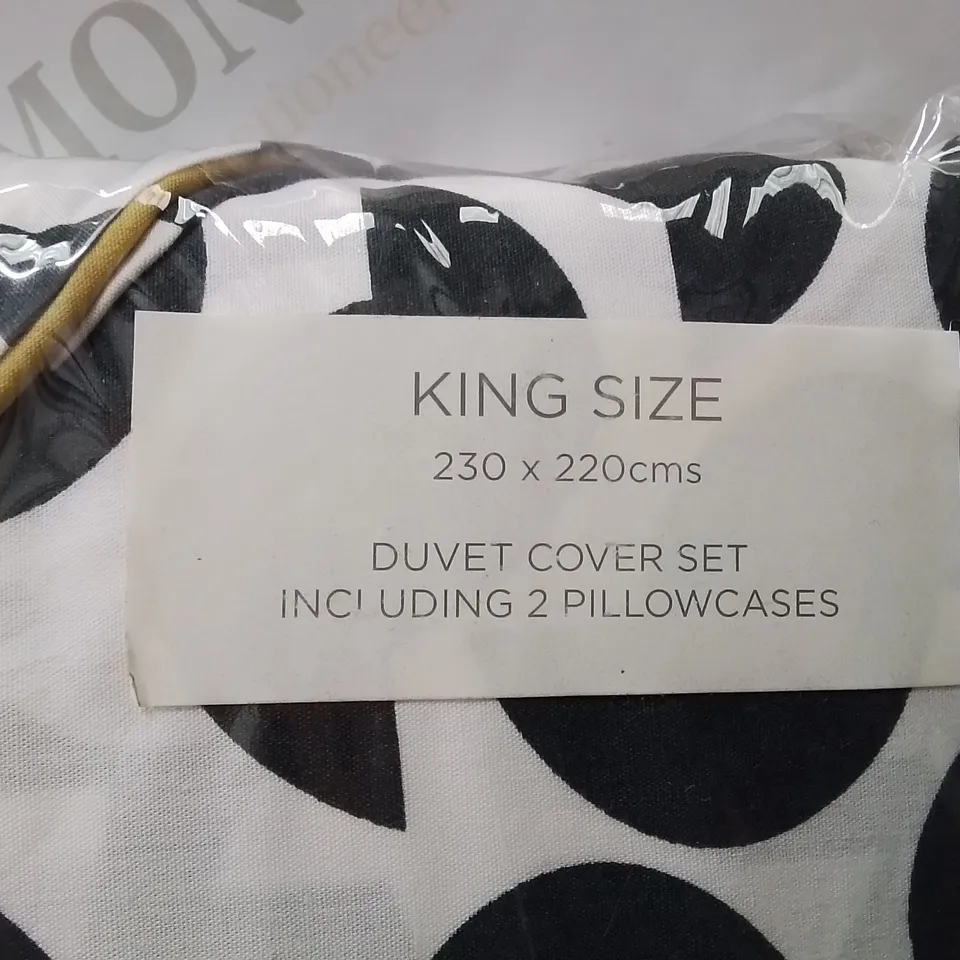 KING SIZE
230 x 220cms
DUVET COVER SET
INCLUDING 2 PILLOWCASES